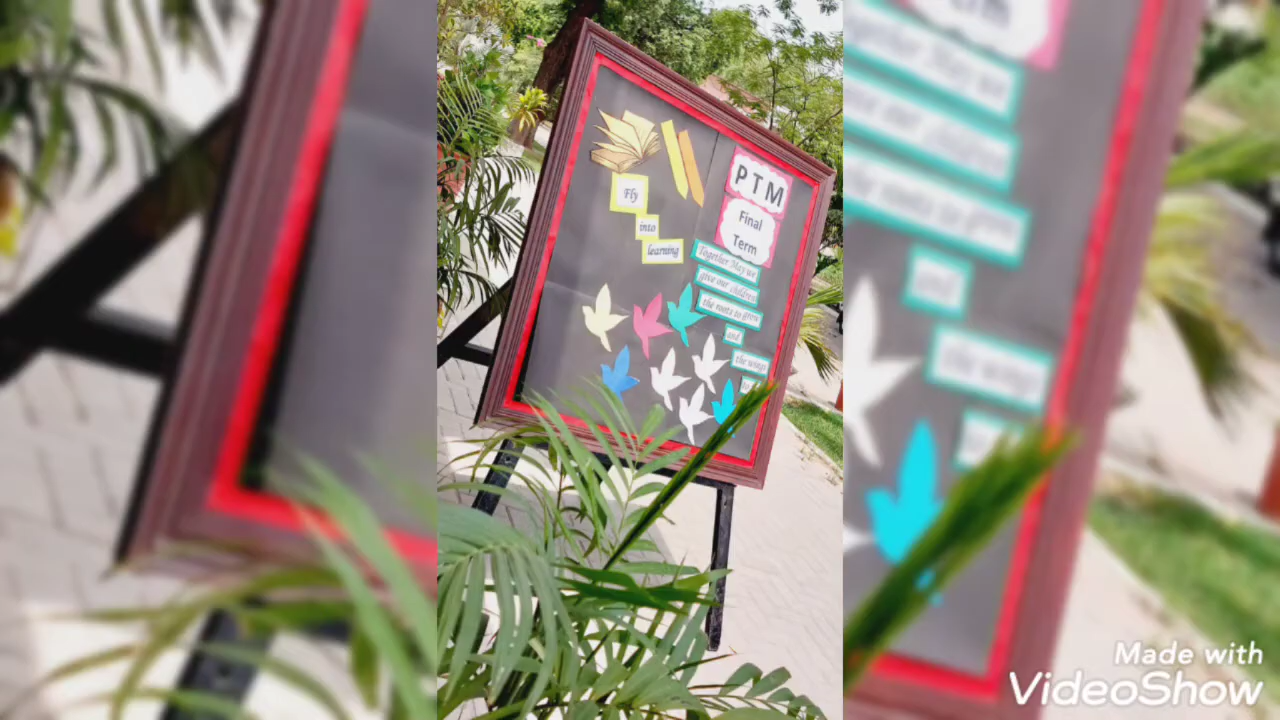 Fly
into
learning
PTM
Final
Term
Together May we
give our children
the roots to grow
and
the wings
to
Made with
VideoShow